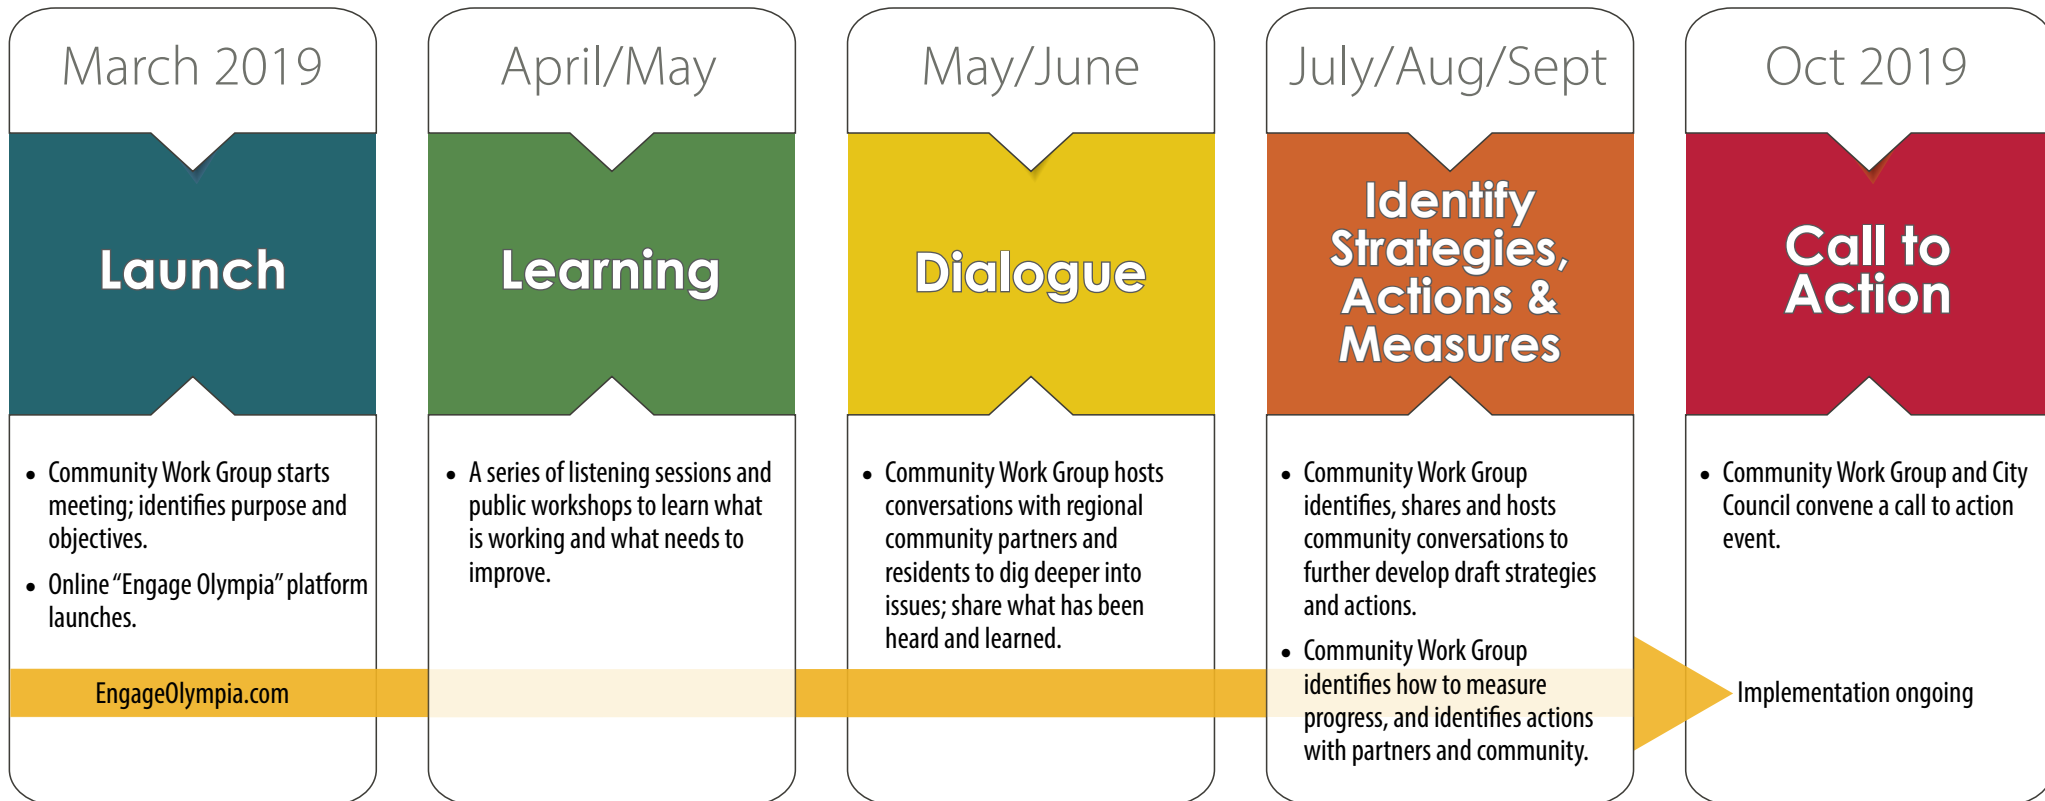 March 2019
Launch
• Community Work Group starts
meeting; identifies purpose and
objectives.
• Online “Engage Olympia” platform
launches.
EngageOlympia.com
April/May
Learning
• A series of listening sessions and
public workshops to learn what
is working and what needs to
improve.
May/June
Dialogue
• Community Work Group hosts
conversations with regional
community partners and
residents to dig deeper into
issues; share what has been
heard and learned.
July/Aug/Sept
Identify
Strategies,
Actions &
Measures
• Community Work Group
identifies, shares and hosts
community conversations to
further develop draft strategies
and actions.
• Community Work Group
identifies how to measure
progress, and identifies actions
with partners and community.
Oct 2019
Call to
Action
• Community Work Group and City
Council convene a call to action
event.
Implementation ongoing